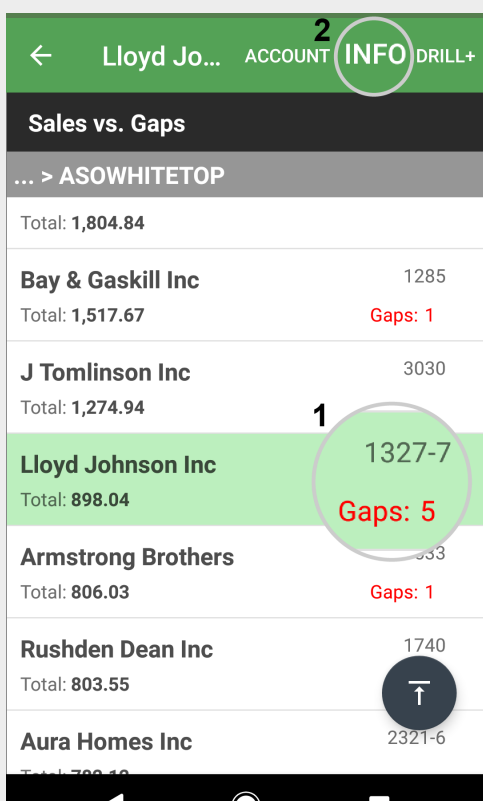 2
Lloyd Jo... ACCOUNT INFO DRILL+
Sales vs. Gaps
... > ASOWHITETOP
Total: 1,804.84
Bay & Gaskill Inc 1285
Total: 1,517.67 Gaps: 1
J Tomlinson Inc 3030
Total: 1,274.94
1
Lloyd Johnson Inc 1327-7
Total: 898.04 Gaps: 5
Armstrong Brothers
Total: 806.03 Gaps: 1
Rushden Dean Inc 1740
Total: 803.55
Aura Homes Inc 2321-6